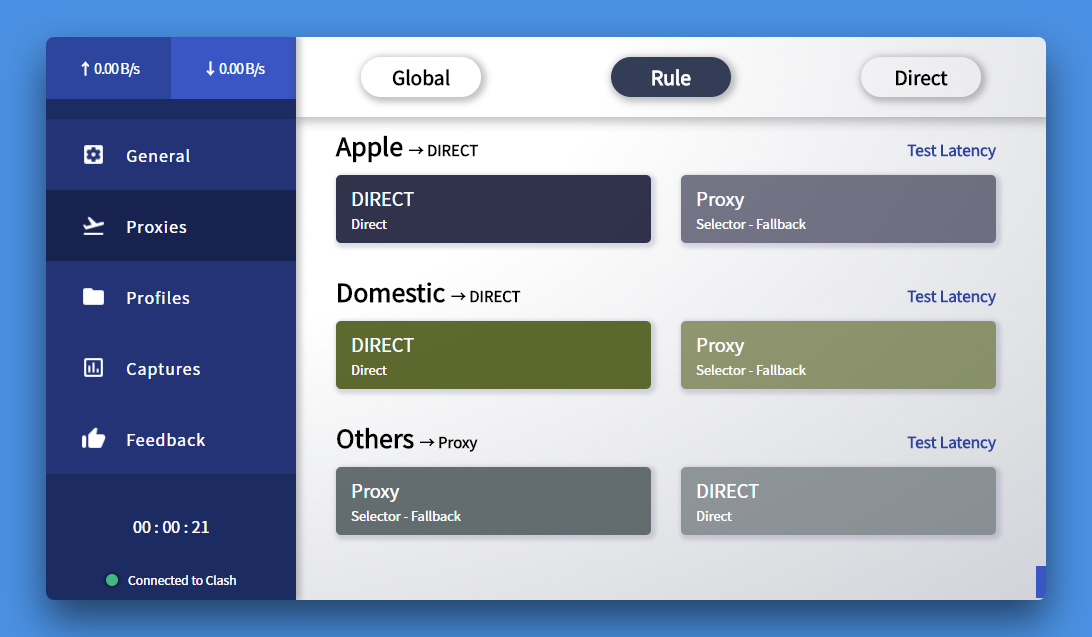 ↑ 0.00 B/s
↓ 0.00 B/s
General
Proxies
Profiles
Captures
Feedback
00 : 00 : 21
Connected to Clash
Global
Rule
Direct
Apple → DIRECT
Test Latency
DIRECT
Direct
Proxy
Selector - Fallback
Domestic → DIRECT
Test Latency
DIRECT
Direct
Proxy
Selector - Fallback
Others → Proxy
Test Latency
Proxy
Selector - Fallback
DIRECT
Direct